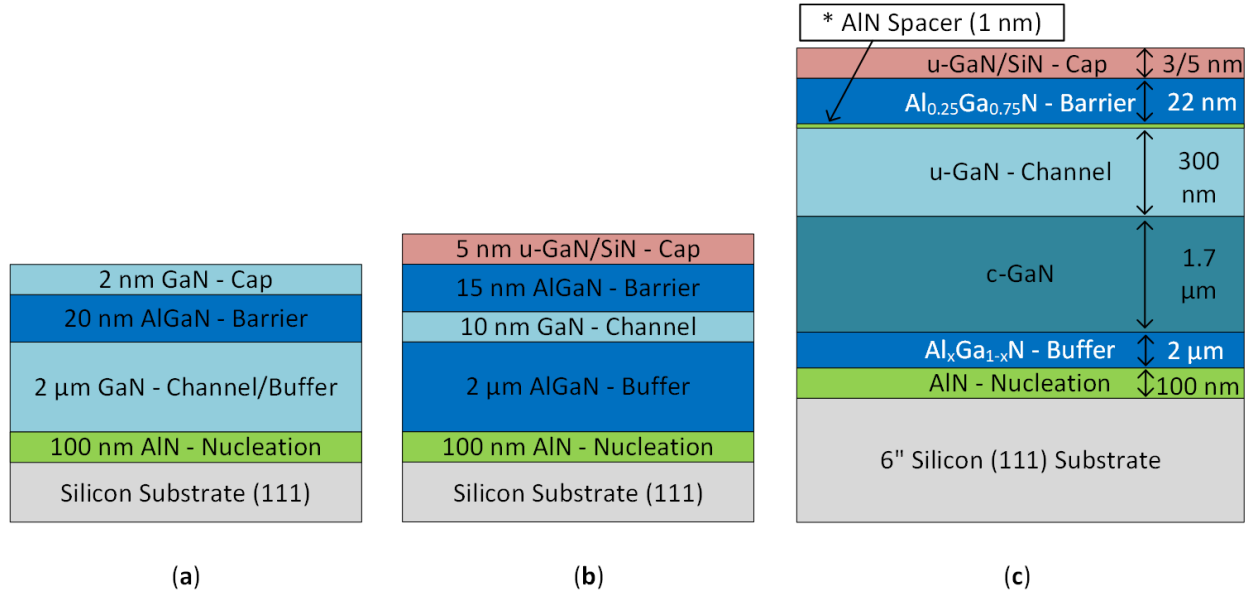 * AlN Spacer (1 nm)
u-GaN/SiN - Cap
3/5 nm
Al0.25Ga0.75N - Barrier
22 nm
u-GaN - Channel
300
nm
c-GaN
1.7
µm
AlxGa1-xN - Buffer
2 µm
AlN - Nucleation
100 nm
6" Silicon (111) Substrate
5 nm u-GaN/SiN - Cap
15 nm AlGaN - Barrier
10 nm GaN - Channel
2 µm AlGaN - Buffer
100 nm AlN - Nucleation
Silicon Substrate (111)
2 nm GaN - Cap
20 nm AlGaN - Barrier
2 µm GaN - Channel/Buffer
100 nm AlN - Nucleation
Silicon Substrate (111)
(a)
(b)
(c)